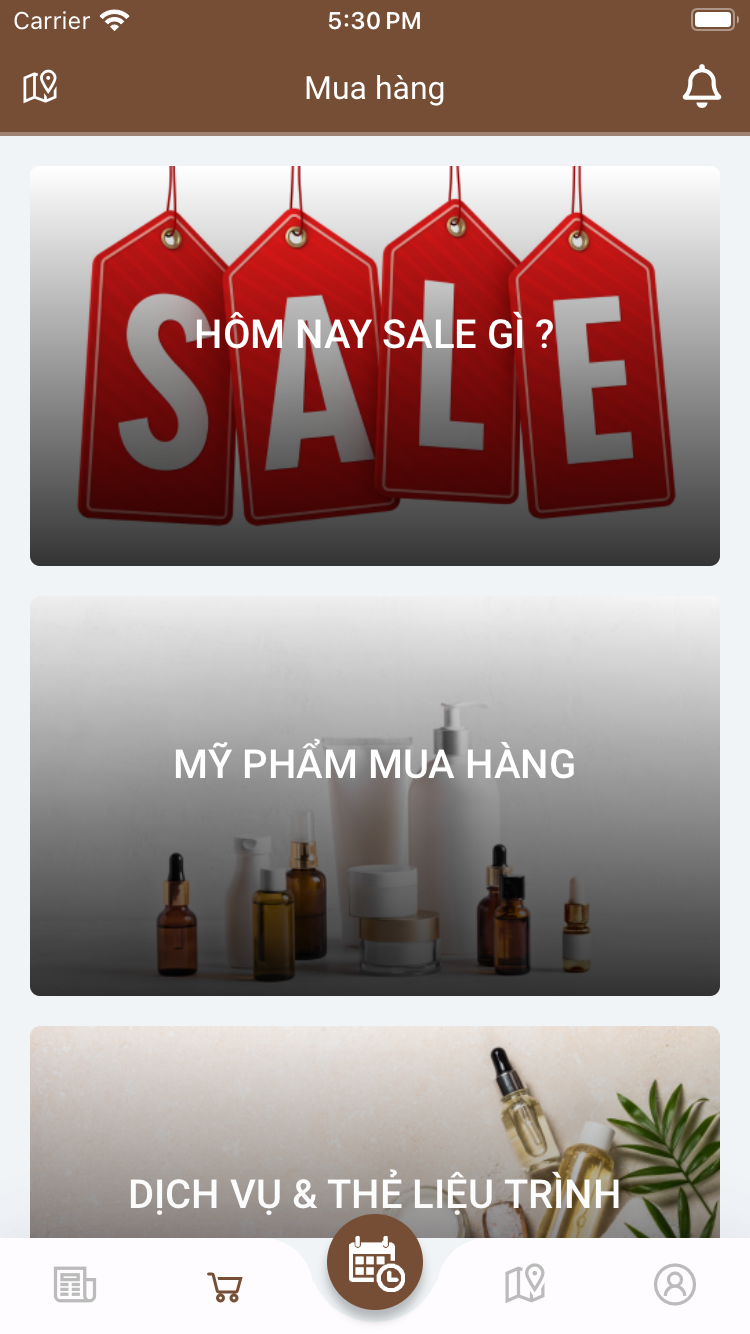 Carrier 5:30 PM
Mua hàng
SALE
HÔM NAY SALE GÌ ?
MỸ PHẨM MUA HÀNG
DỊCH VỤ & THẺ LIỆU TRÌNH